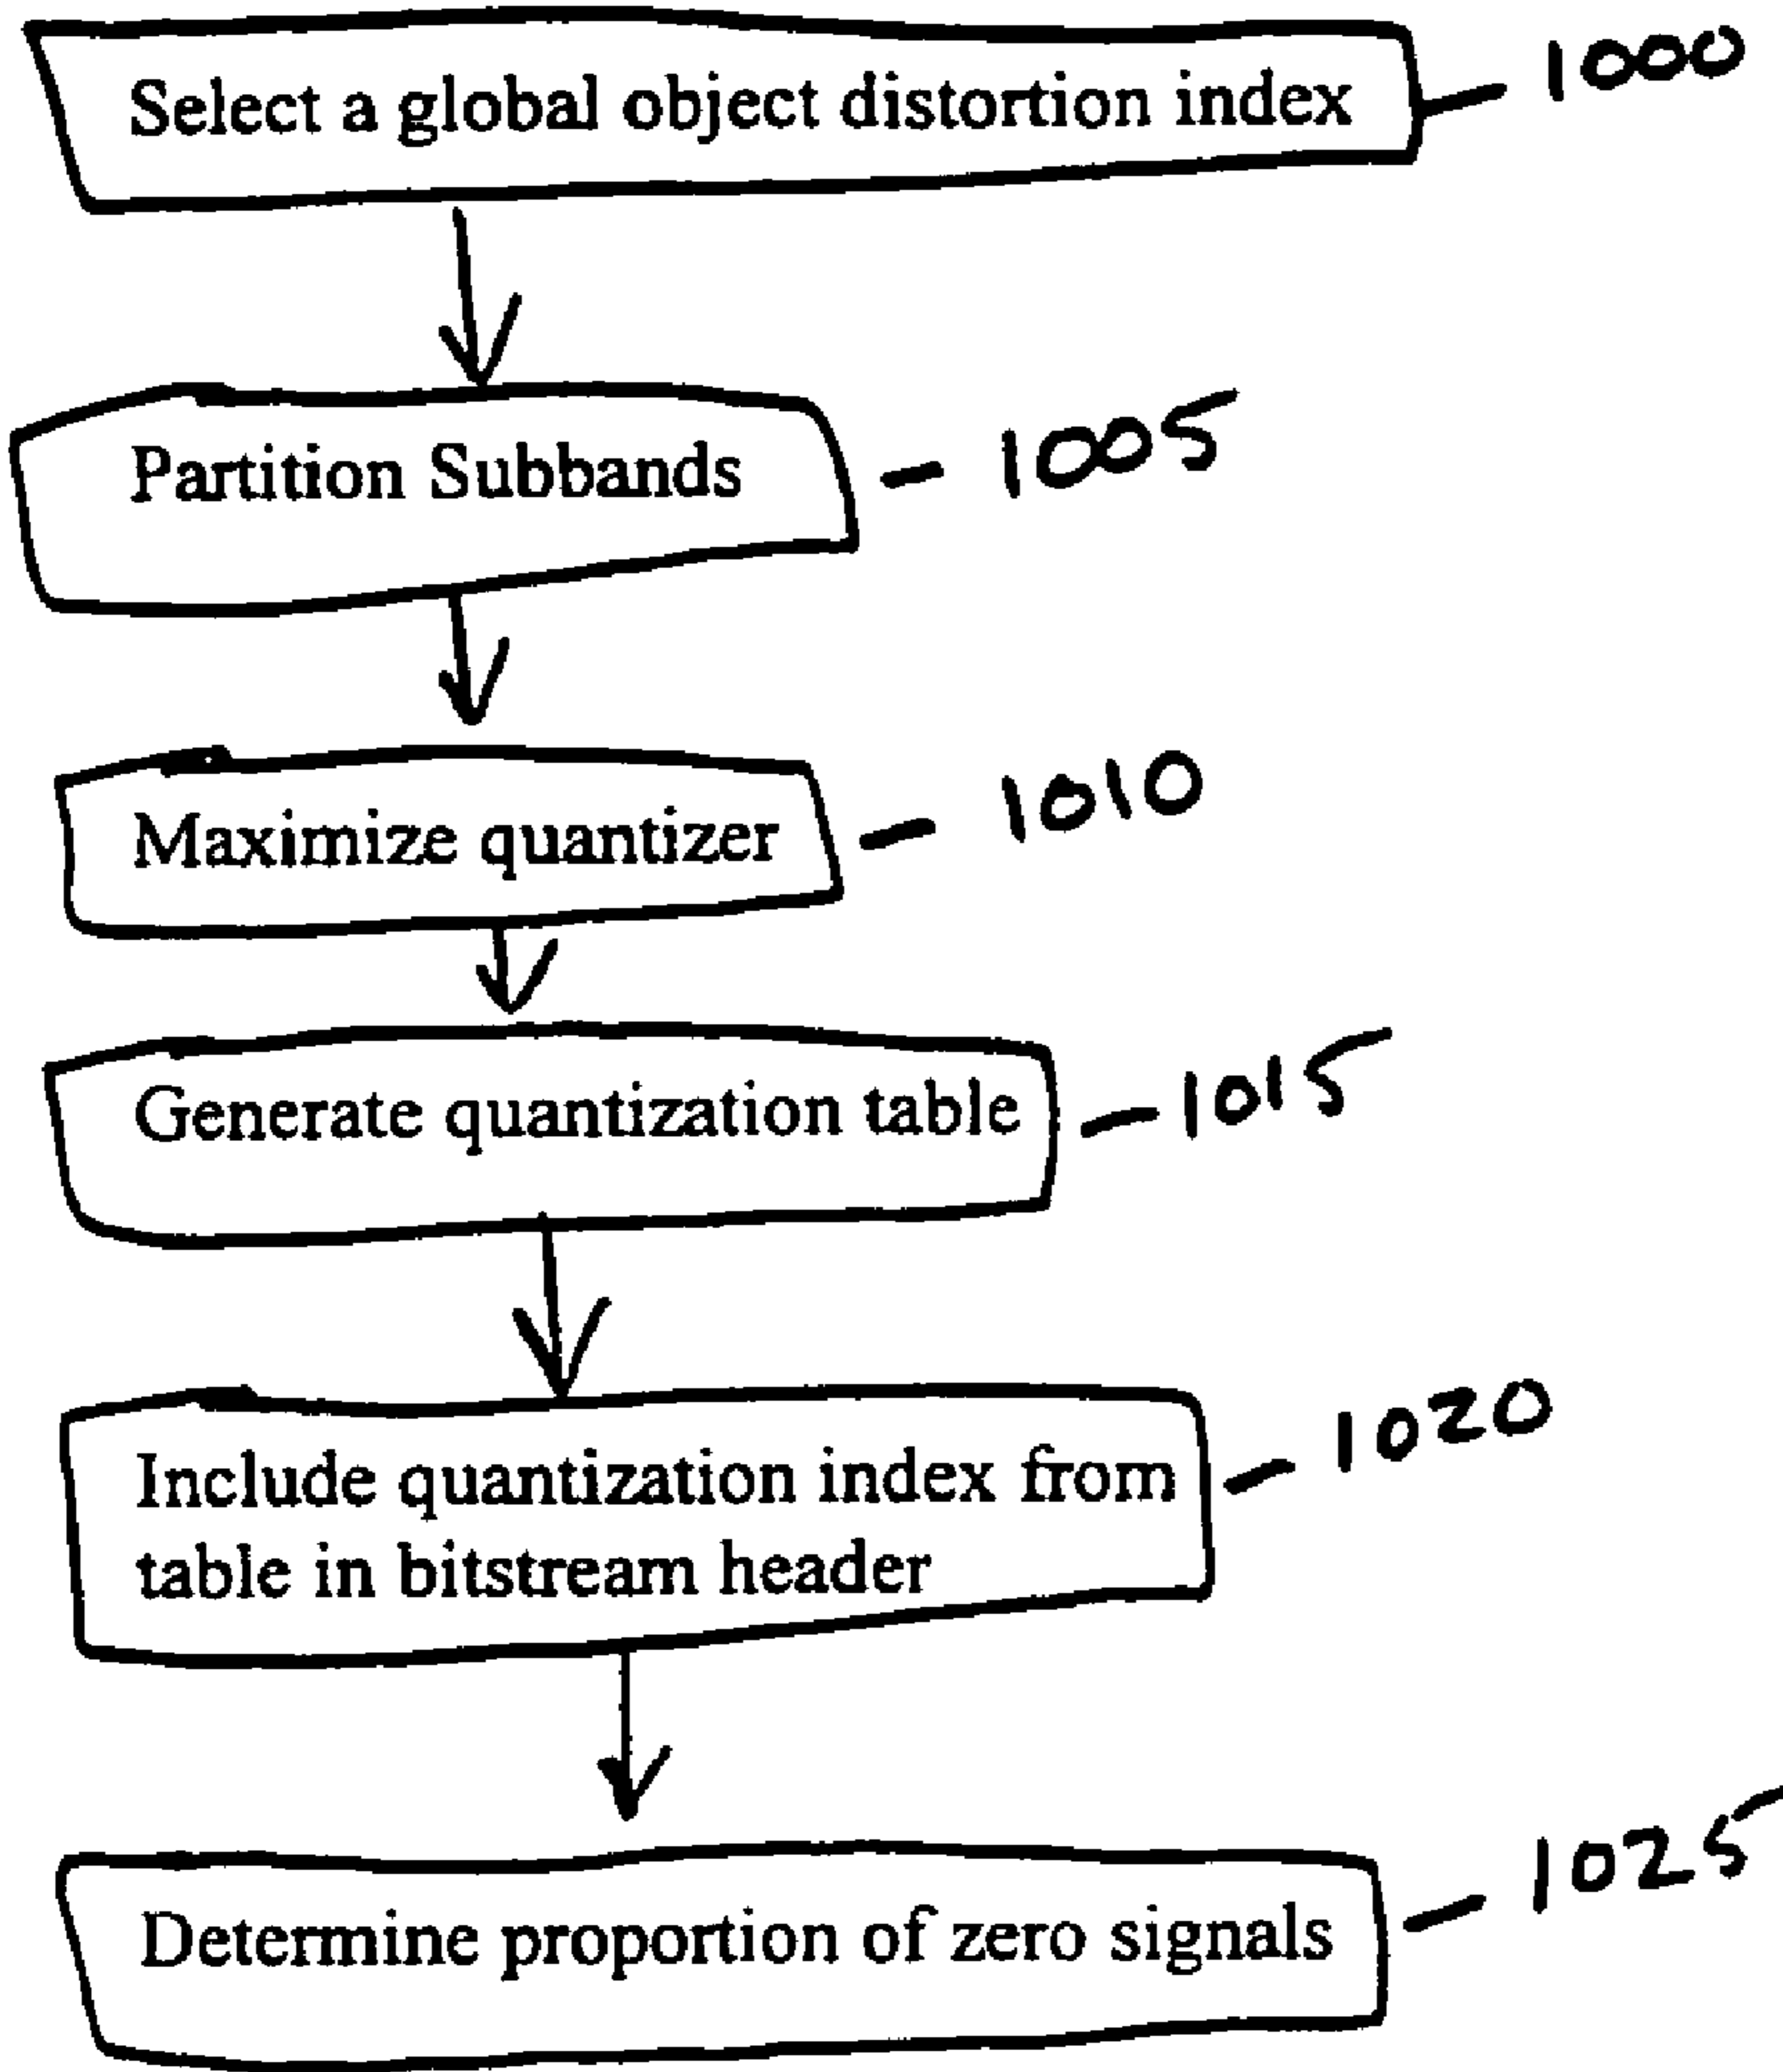 Select a global object distortion index 1000
Partition Subbands 1005
Maximize quantizer 1010
Generate quantization table 1015
Include quantization index from 1020
table in bitstream header
Determine proportion of zero signals 1025